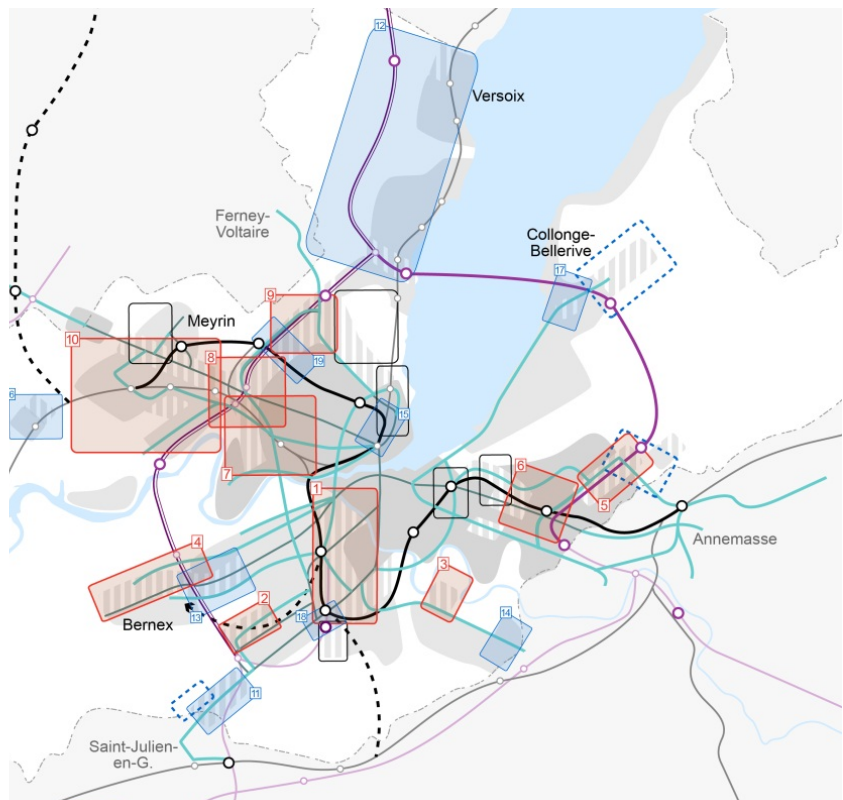 12
Versoix
Ferney-
Voltaire
Collonge-
Bellerive
17
9
Meyrin
10
8
19
15
7
6
1
5
Annemasse
4
3
2
13
18
14
Bernex
11
Saint-Julien-
en-G.